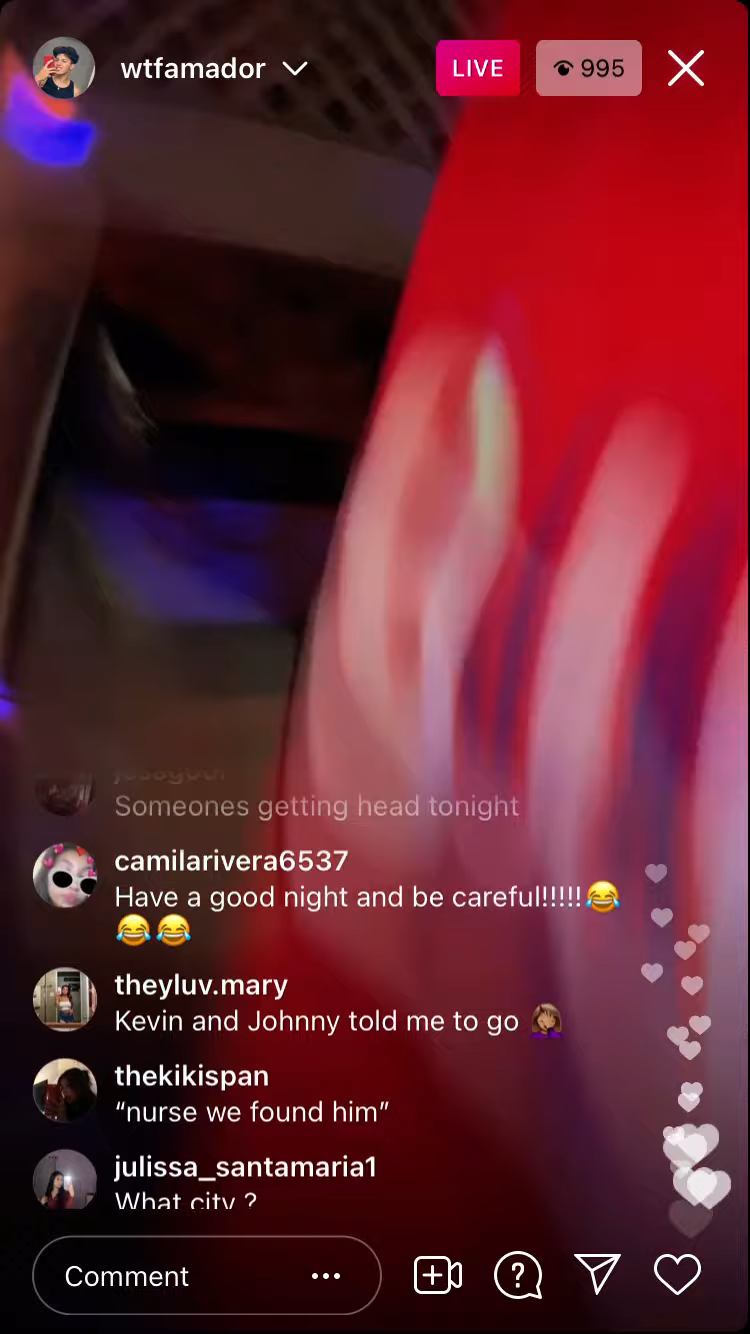 wtfamador
LIVE
995
Someones getting head tonight
camilarivera6537
Have a good night and be careful!!!!!😂
😂😂
theyluv.mary
Kevin and Johnny told me to go 🤦🏽‍♀️
thekikispan
“nurse we found him”
julissa_santamaria1
What city ?
Comment